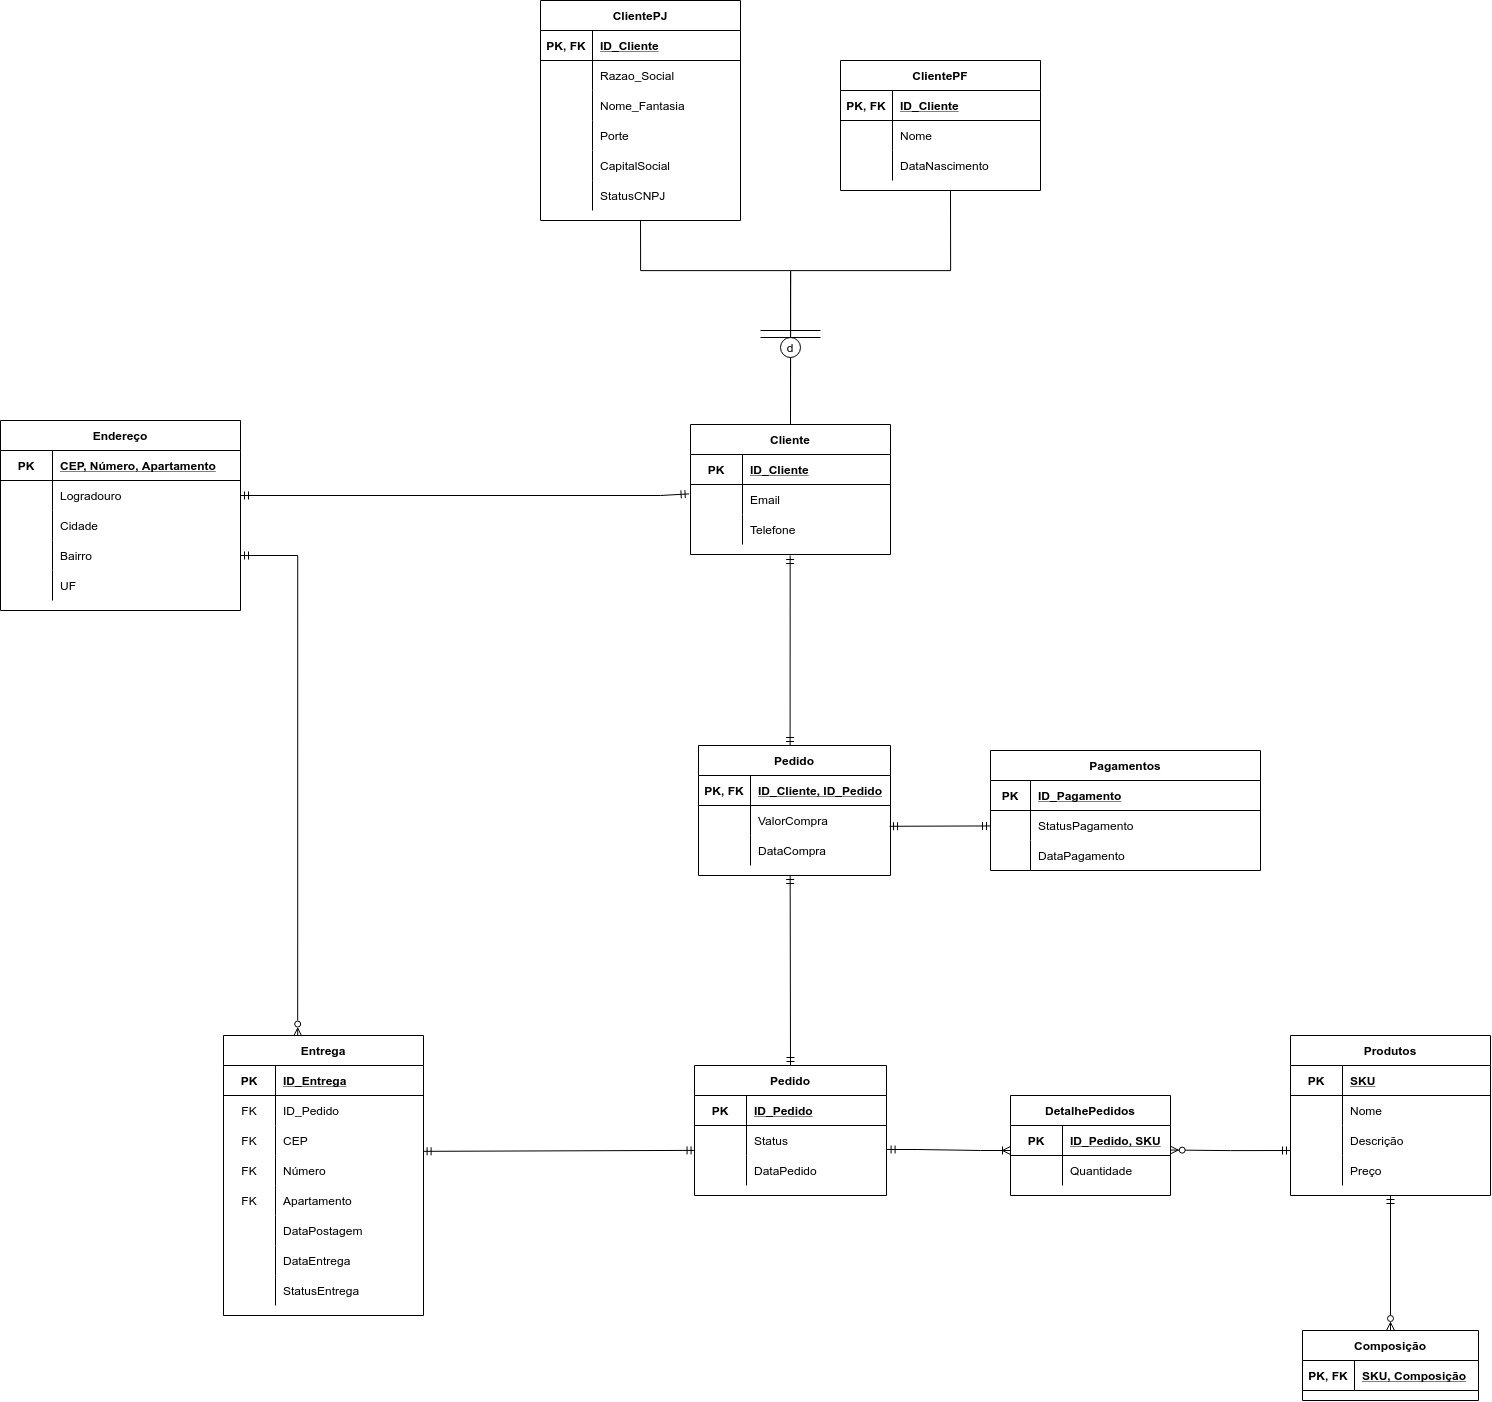 ClientePJ
PK, FK ID_Cliente
Razao_Social
Nome_Fantasia
Porte
CapitalSocial
StatusCNPJ
ClientePF
PK, FK ID_Cliente
Nome
DataNascimento
d
Endereço
PK CEP, Número, Apartamento
Logradouro
Cidade
Bairro
UF
Cliente
PK ID_Cliente
Email
Telefone
Pedido
PK, FK ID_Cliente, ID_Pedido
ValorCompra
DataCompra
Pagamentos
PK ID_Pagamento
StatusPagamento
DataPagamento
Entrega
PK ID_Entrega
FK ID_Pedido
FK CEP
FK Número
FK Apartamento
DataPostagem
DataEntrega
StatusEntrega
Pedido
PK ID_Pedido
Status
DataPedido
DetalhePedidos
PK ID_Pedido, SKU
Quantidade
Produtos
PK SKU
Nome
Descrição
Preço
Composição
PK, FK SKU, Composição